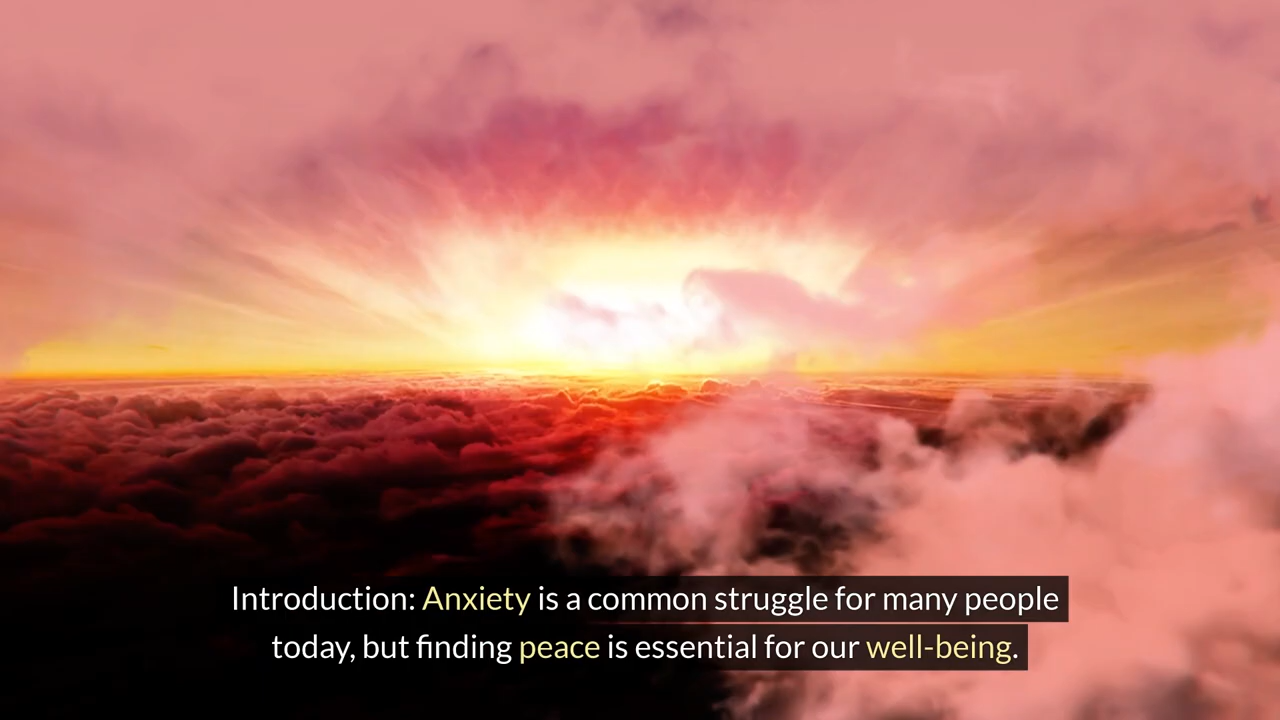 Introduction: Anxiety is a common struggle for many people
today, but finding peace is essential for our well-being.